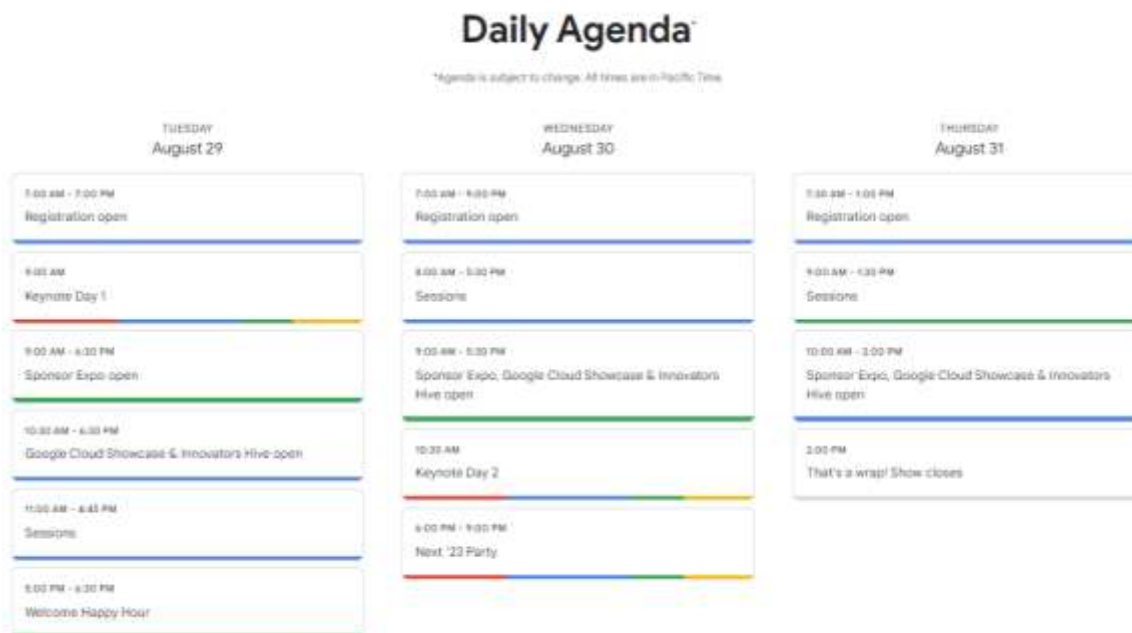 Daily Agenda*
*Agenda is subject to change. All times are in Pacific Time.
TUESDAY
August 29
7:00 AM - 7:00 PM
Registration open
9:00 AM
Keynote Day 1
9:00 AM - 6:30 PM
Sponsor Expo open
10:30 AM - 6:30 PM
Google Cloud Showcase & Innovators Hive open
11:00 AM - 4:45 PM
Sessions
5:00 PM - 6:30 PM
Welcome Happy Hour
WEDNESDAY
August 30
7:00 AM - 9:00 PM
Registration open
8:00 AM - 5:30 PM
Sessions
9:00 AM - 5:30 PM
Sponsor Expo, Google Cloud Showcase & Innovators
Hive open
10:30 AM
Keynote Day 2
6:00 PM - 9:00 PM
Next '23 Party
THURSDAY
August 31
7:30 AM - 1:00 PM
Registration open
9:00 AM - 1:30 PM
Sessions
10:00 AM - 2:00 PM
Sponsor Expo, Google Cloud Showcase & Innovators
Hive open
2:00 PM
That's a wrap! Show closes